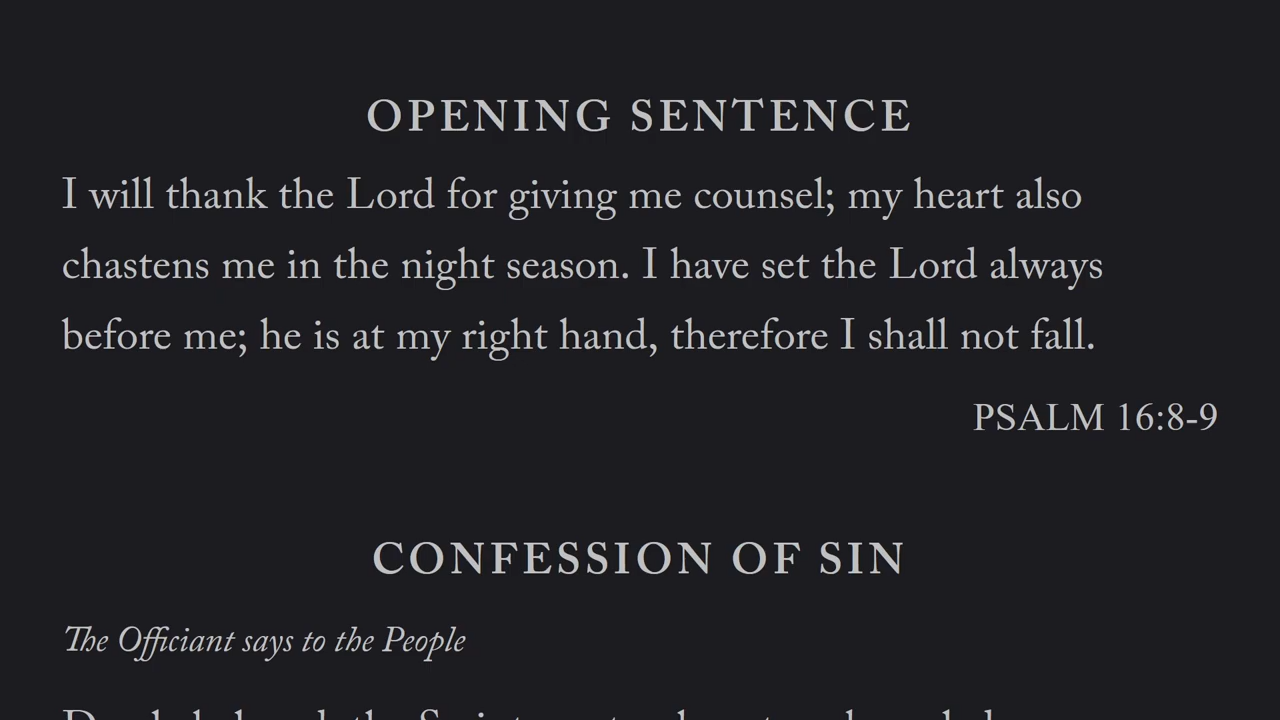 OPENING SENTENCE
I will thank the Lord for giving me counsel; my heart also
chastens me in the night season. I have set the Lord always
before me; he is at my right hand, therefore I shall not fall.
PSALM 16:8-9
CONFESSION OF SIN
The Officiant says to the People